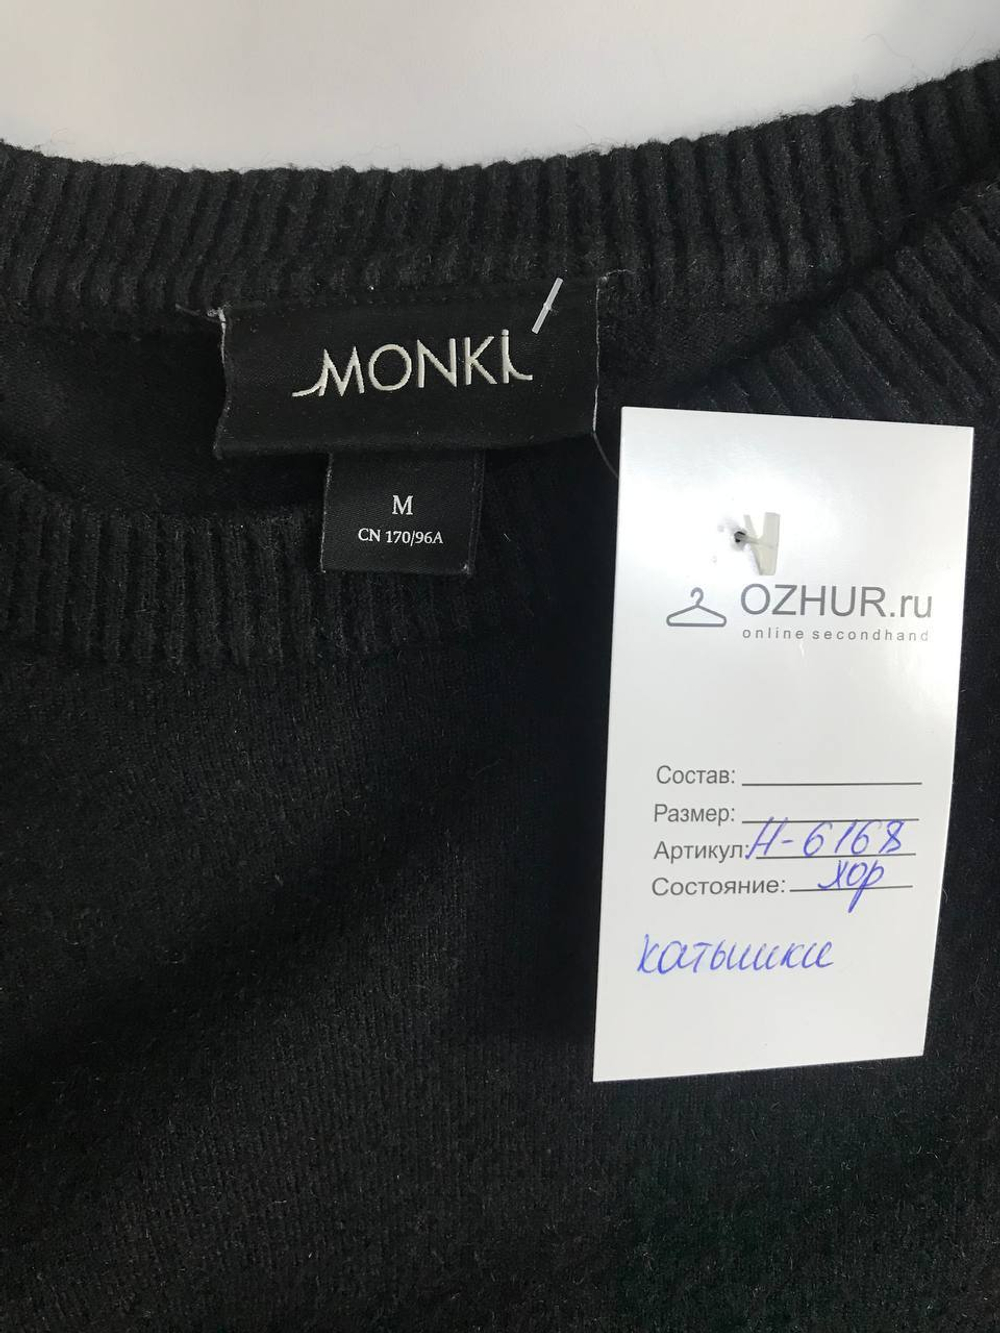 MONKI
M
CN 170/96A
OZHUR.ru
online secondhand
Состав:
Размер:
Артикул: Н-6168
Состояние: хор
катышки